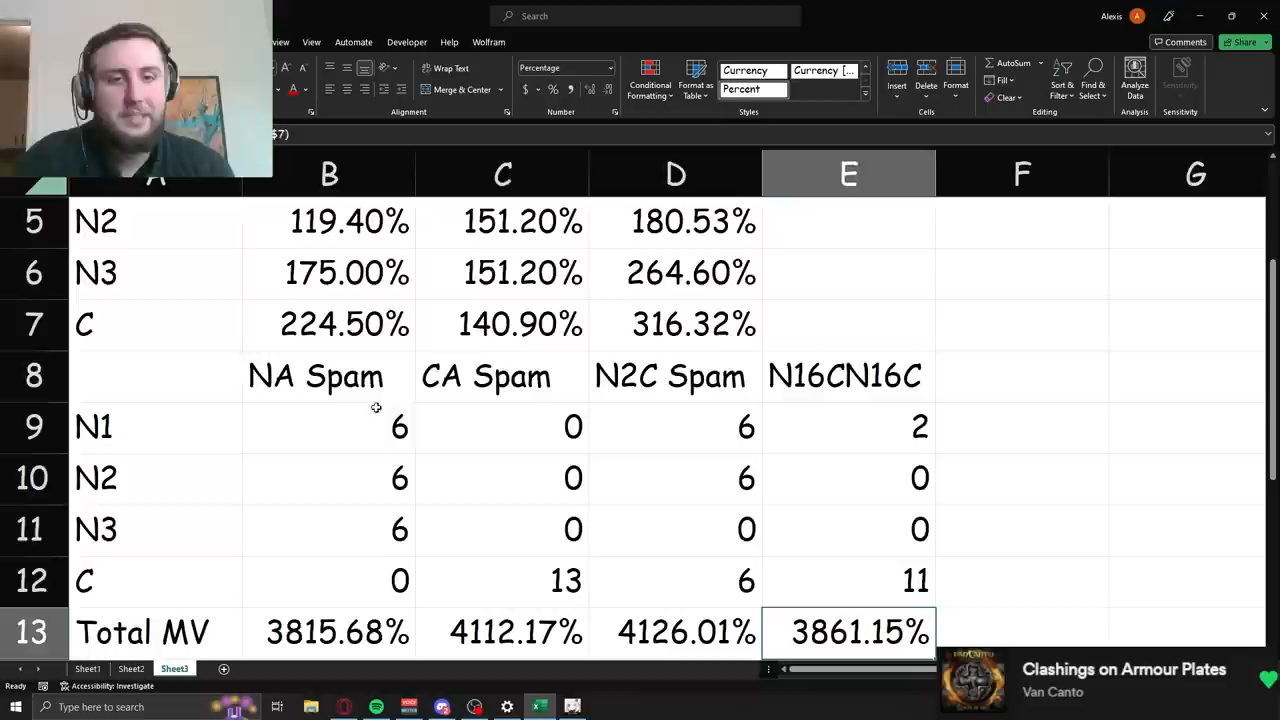 Search
Alexis A
view View Automate Developer Help Wolfram
Comments Share
Wrap Text Percentage AutoSum
Currency Currency [...
Merge & Center $ % Percent Fill Clear
Conditional Formatting Format as Table Insert Delete Format Sort & Filter Find & Select Analyze Data Sensitivity
Alignment Number Styles Cells Editing Analysis Sensitivity
$7)
A B C D E F G
5 N2 119.40% 151.20% 180.53%
6 N3 175.00% 151.20% 264.60%
7 C 224.50% 140.90% 316.32%
8 NA Spam CA Spam N2C Spam N16CN16C
9 N1 6 0 6 2
10 N2 6 0 6 0
11 N3 6 0 0 0
12 C 0 13 6 11
13 Total MV 3815.68% 4112.17% 4126.01% 3861.15%
Sheet1 Sheet2 Sheet3
Ready Accessibility: Investigate
Type here to search
VAN CANTO
Clashings on Armour Plates
Van Canto